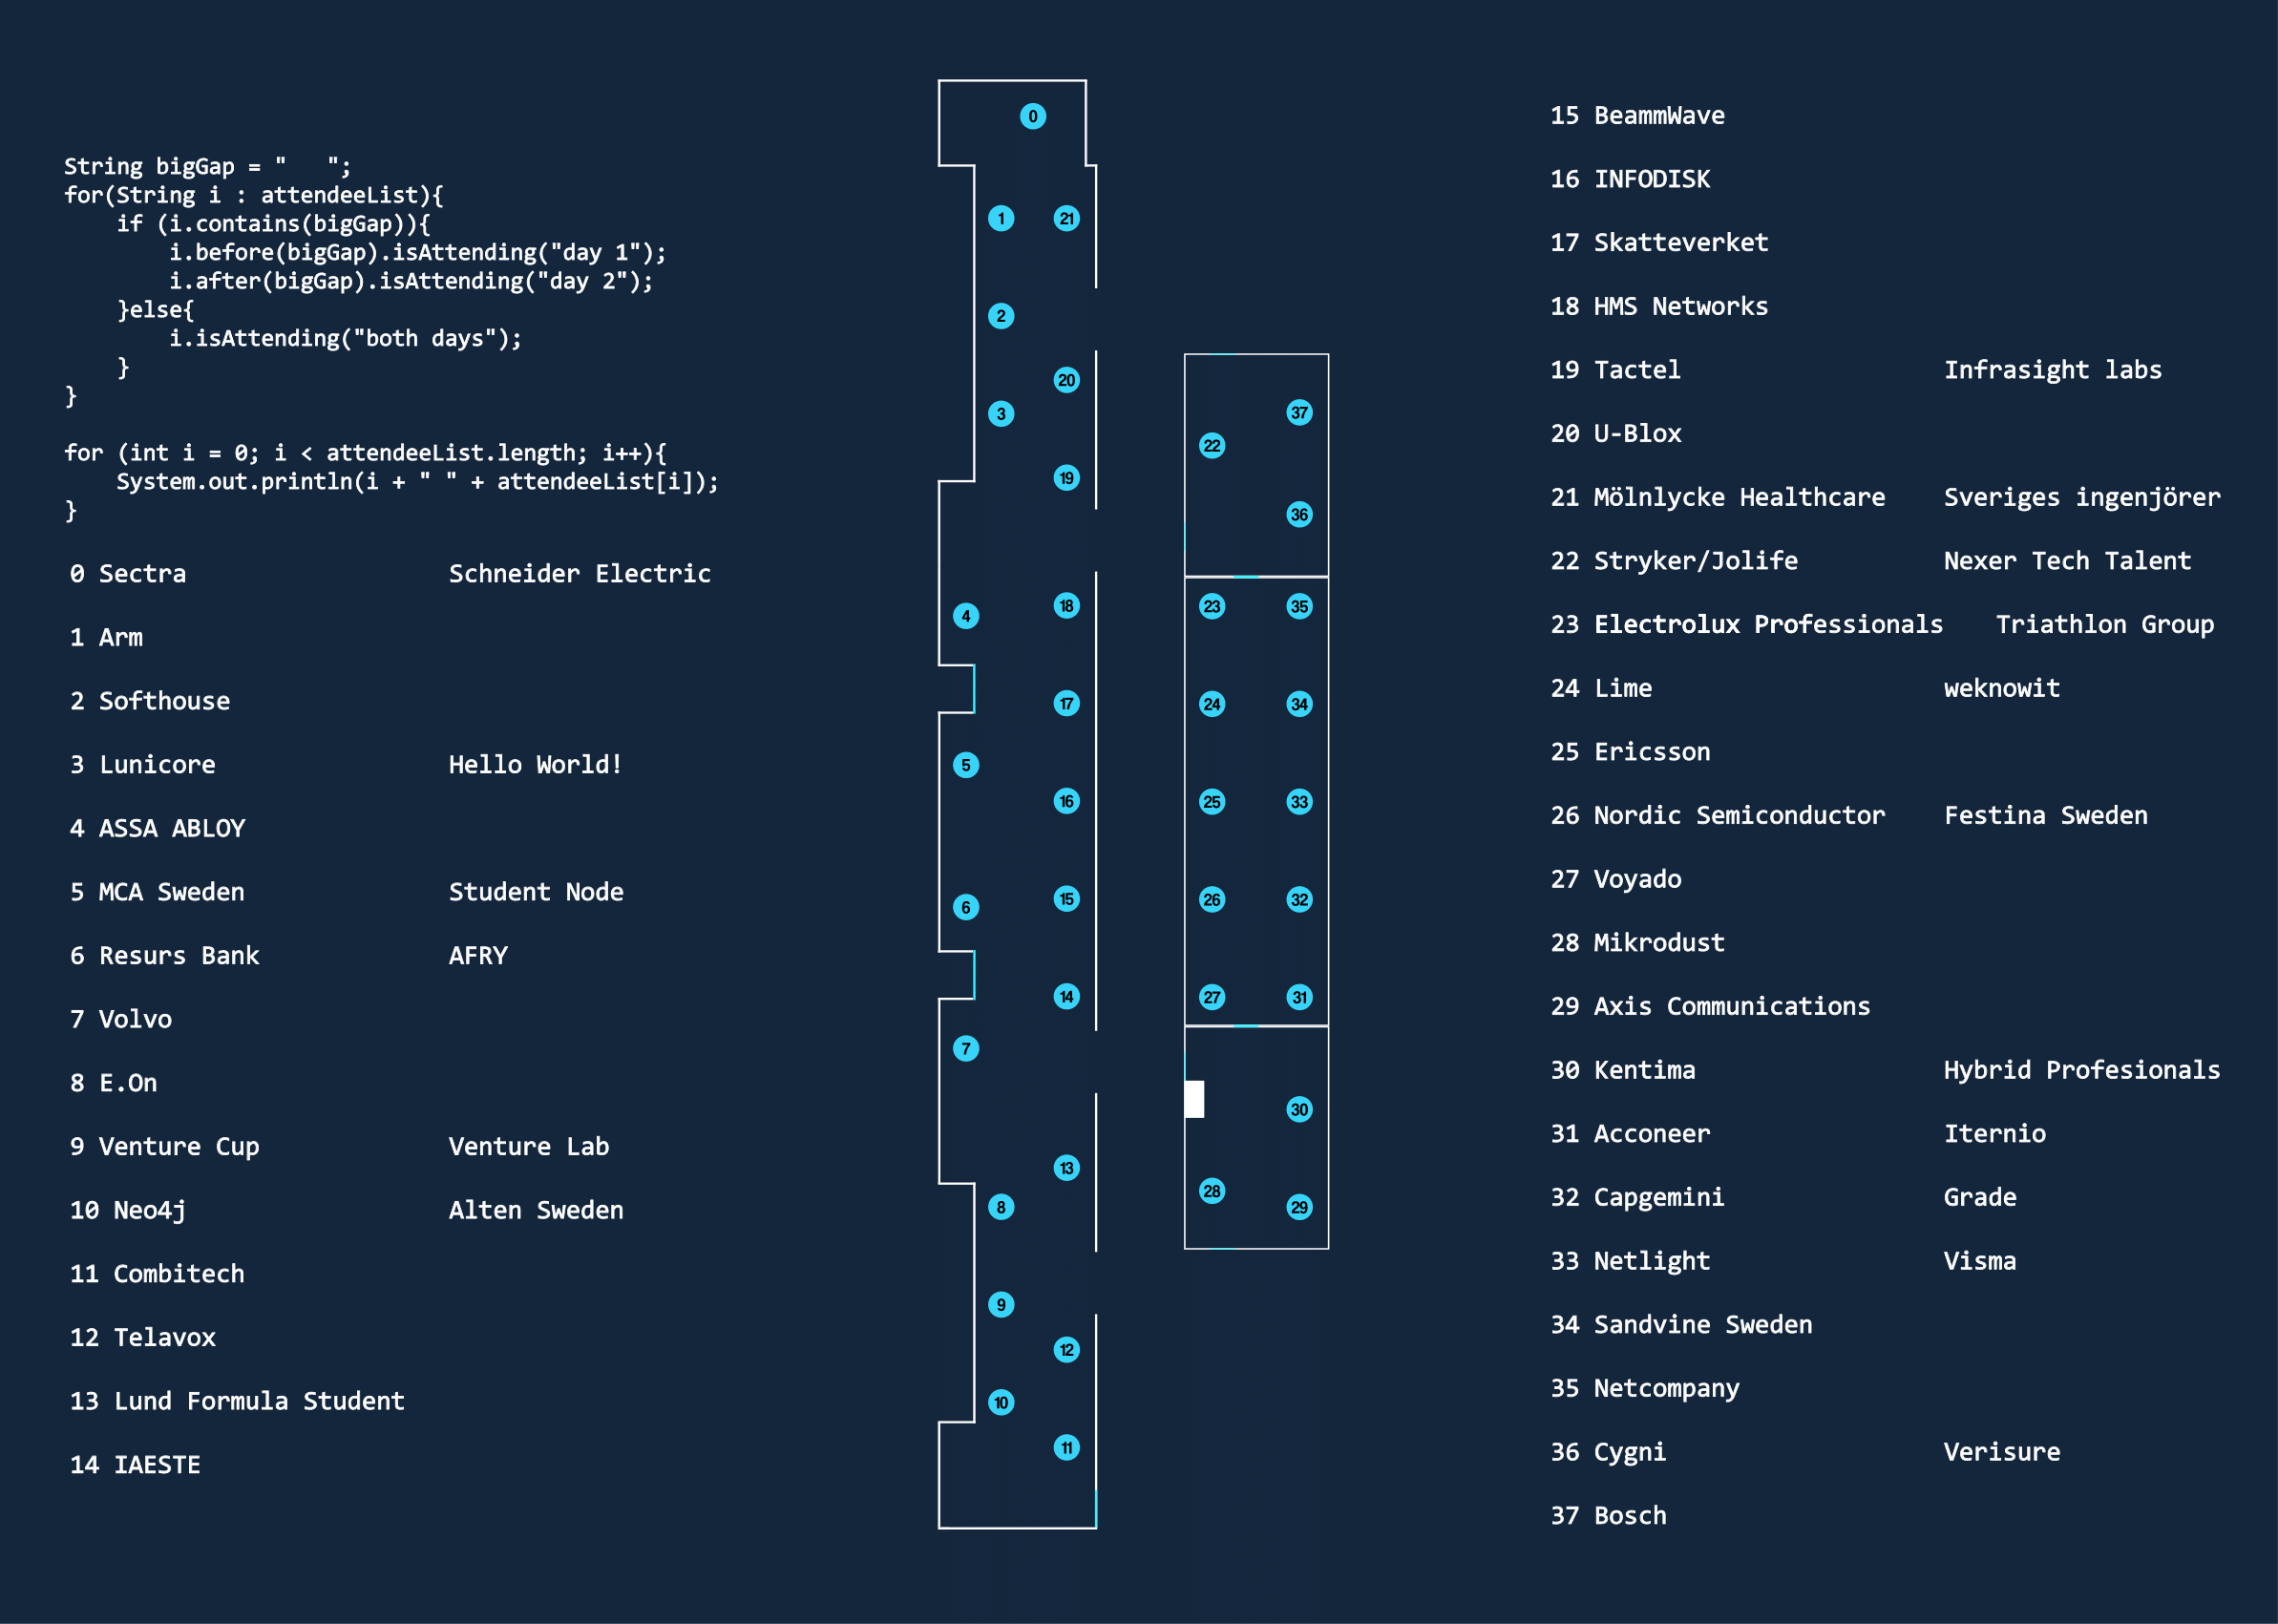 String bigGap = "   ";
for(String i : attendeeList){
    if (i.contains(bigGap)){
        i.before(bigGap).isAttending("day 1");
        i.after(bigGap).isAttending("day 2");
    }else{
        i.isAttending("both days");
    }
}
for (int i = 0; i < attendeeList.length; i++){
    System.out.println(i + " " + attendeeList[i]);
}
0 Sectra    Schneider Electric
1 Arm
2 Softhouse
3 Lunicore    Hello World!
4 ASSA ABLOY
5 MCA Sweden    Student Node
6 Resurs Bank    AFRY
7 Volvo
8 E.On
9 Venture Cup    Venture Lab
10 Neo4j    Alten Sweden
11 Combitech
12 Telavox
13 Lund Formula Student
14 IAESTE
0
1 21
2
20
3
19
4 18
17
5
16
6 15
14
7
13
8
9
12
10
11
37
22
36
23 35
24 34
25 33
26 32
27 31
30
28 29
15 BeammWave
16 INFODISK
17 Skatteverket
18 HMS Networks
19 Tactel    Infrasight labs
20 U-Blox
21 Mölnlycke Healthcare    Sveriges ingenjörer
22 Stryker/Jolife    Nexer Tech Talent
23 Electrolux Professionals    Triathlon Group
24 Lime    weknowit
25 Ericsson
26 Nordic Semiconductor    Festina Sweden
27 Voyado
28 Mikrodust
29 Axis Communications
30 Kentima    Hybrid Profesionals
31 Acconeer    Iternio
32 Capgemini    Grade
33 Netlight    Visma
34 Sandvine Sweden
35 Netcompany
36 Cygni    Verisure
37 Bosch